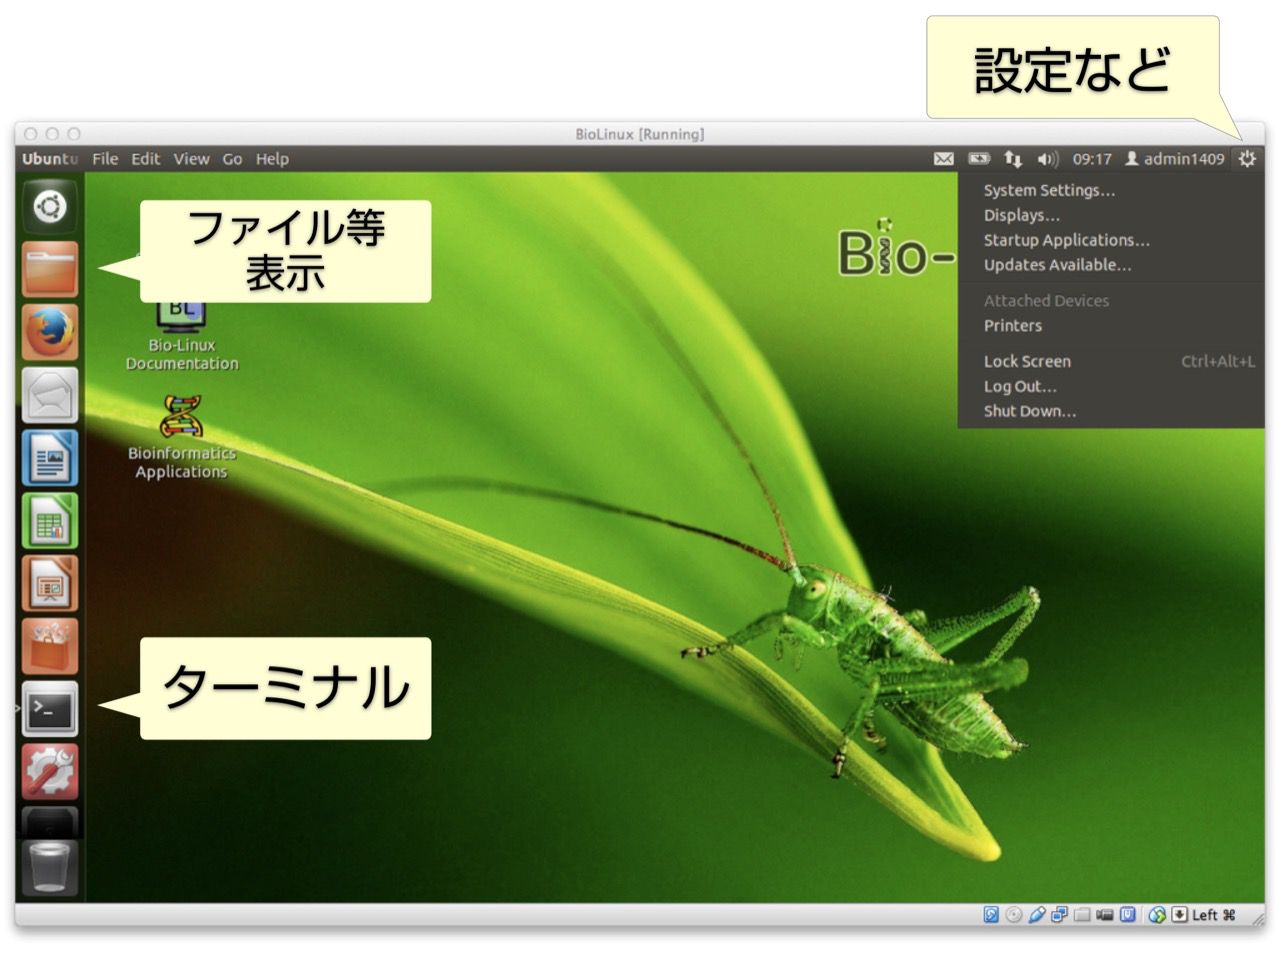 設定など
BioLinux [Running]
Ubuntu File Edit View Go Help
09:17 admin1409
System Settings...
Displays...
Startup Applications...
Updates Available...
Attached Devices
Printers
Lock Screen Ctrl+Alt+L
Log Out...
Shut Down...
ファイル等
表示
Bio-
BL
Bio-Linux
Documentation
Bioinformatics
Applications
ターミナル
Left ⌘